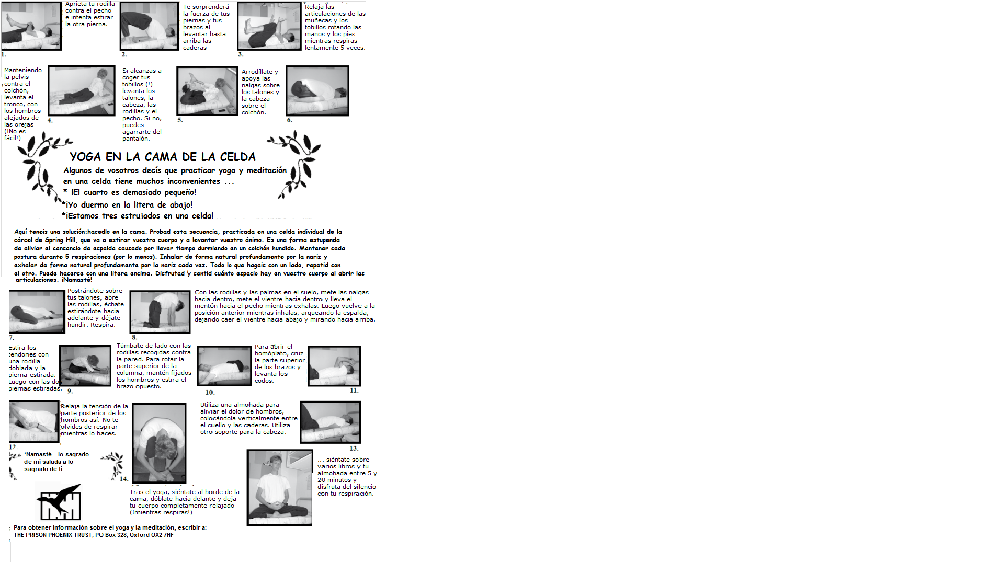 Aprieta tu rodilla
contra el pecho
e intenta estirar
la otra pierna.
1.
Te sorprenderá
la fuerza de tus
piernas y tus
brazos al
levantar hasta
arriba las
caderas
2.
Relaja las
articulaciones de las
muñecas y los
tobillos rotando las
manos y los pies
mientras respiras
lentamente 5 veces.
3.
Manteniendo
la pelvis
contra el
colchón,
levanta el
tronco, con
los hombros
alejados de
las orejas
(¡No es
fácil!)
4.
Si alcanzas a
coger tus
tobillos (!)
levanta los
talones, la
cabeza, las
rodillas y el
pecho. Si no,
puedes
agarrarte del
pantalón.
5.
Arrodíllate y
apoya las
nalgas sobre
los talones y
la cabeza
sobre el
colchón.
6.
YOGA EN LA CAMA DE LA CELDA
Algunos de vosotros decís que practicar yoga y meditación
en una celda tiene muchos inconvenientes ...
* ¡El cuarto es demasiado pequeño!
*¡Yo duermo en la litera de abajo!
*¡Estamos tres estrujados en una celda!
Aquí teneis una solución:hacedlo en la cama. Probad esta secuencia, practicada en una celda individual de la
cárcel de Spring Hill, que va a estirar vuestro cuerpo y a levantar vuestro ánimo. Es una forma estupenda
de aliviar el cansancio de espalda causado por llevar tiempo durmiendo en un colchón hundido. Mantener cada
postura durante 5 respiraciones (por lo menos). Inhalar de forma natural profundamente por la nariz y
exhalar de forma natural profundamente por la nariz cada vez. Todo lo que hagais con un lado, repetid con
el otro. Puede hacerse con una litera encima. Disfrutad y sentid cuánto espacio hay en vuestro cuerpo al abrir las
articulaciones. ¡Namasté!
Postrándote sobre
tus talones, abre
las rodillas, échate
estirándote hacia
adelante y déjate
hundir. Respira.
7.
Con las rodillas y las palmas en el suelo, mete las nalgas
hacia dentro, mete el vientre hacia dentro y lleva el
mentón hacia el pecho mientras exhalas. Luego vuelve a la
posición anterior mientras inhalas, arqueando la espalda,
dejando caer el vientre hacia abajo y mirando hacia arriba.
8.
Estira los
tendones con
una rodilla
doblada y la
pierna estirada.
Luego con las dos
piernas estiradas.
9.
Túmbate de lado con las
rodillas recogidas contra
la pared. Para rotar la
parte superior de la
columna, mantén fijados
los hombros y estira el
brazo opuesto.
10.
Para abrir el
homóplato, cruz
la parte superior
de los brazos y
levanta los
codos.
11.
Relaja la tensión de la
parte posterior de los
hombros así. No te
olvides de respirar
mientras lo haces.
12
Utiliza una almohada para
aliviar el dolor de hombros,
colocándola verticalmente entre
el cuello y las caderas. Utiliza
otro soporte para la cabeza.
13.
*Namasté = lo sagrado
de mí saluda a lo
sagrado de tí
14.
Tras el yoga, siéntate al borde de la
cama, dóblate hacia delante y deja
tu cuerpo completamente relajado
(¡mientras respiras!)
... siéntate sobre
varios libros y tu
almohada entre 5 y
20 minutos y
disfruta del silencio
con tu respiración.
Para obtener información sobre el yoga y la meditación, escribir a:
THE PRISON PHOENIX TRUST, PO Box 328, Oxford OX2 7HF